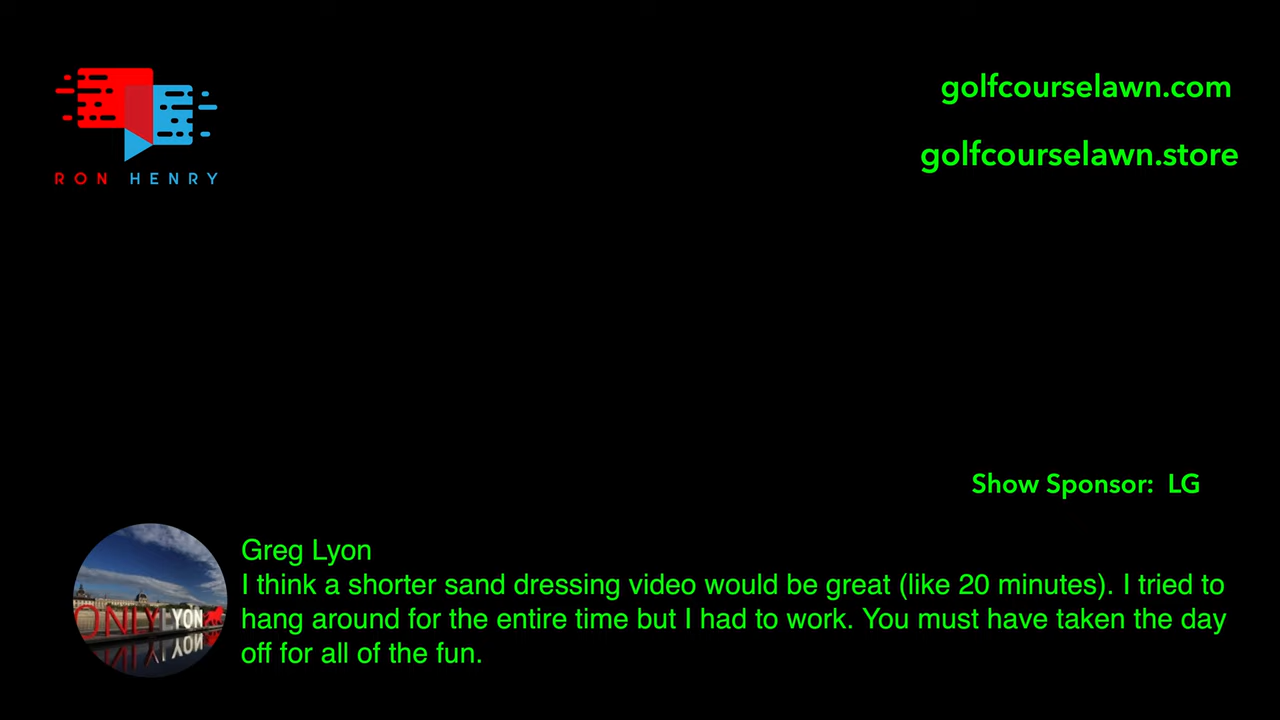 golfcourselawn.com
RON HENRY
golfcourselawn.store
Show Sponsor: LG
Greg Lyon
I think a shorter sand dressing video would be great (like 20 minutes). I tried to
hang around for the entire time but I had to work. You must have taken the day
off for all of the fun.
ONLYLYON